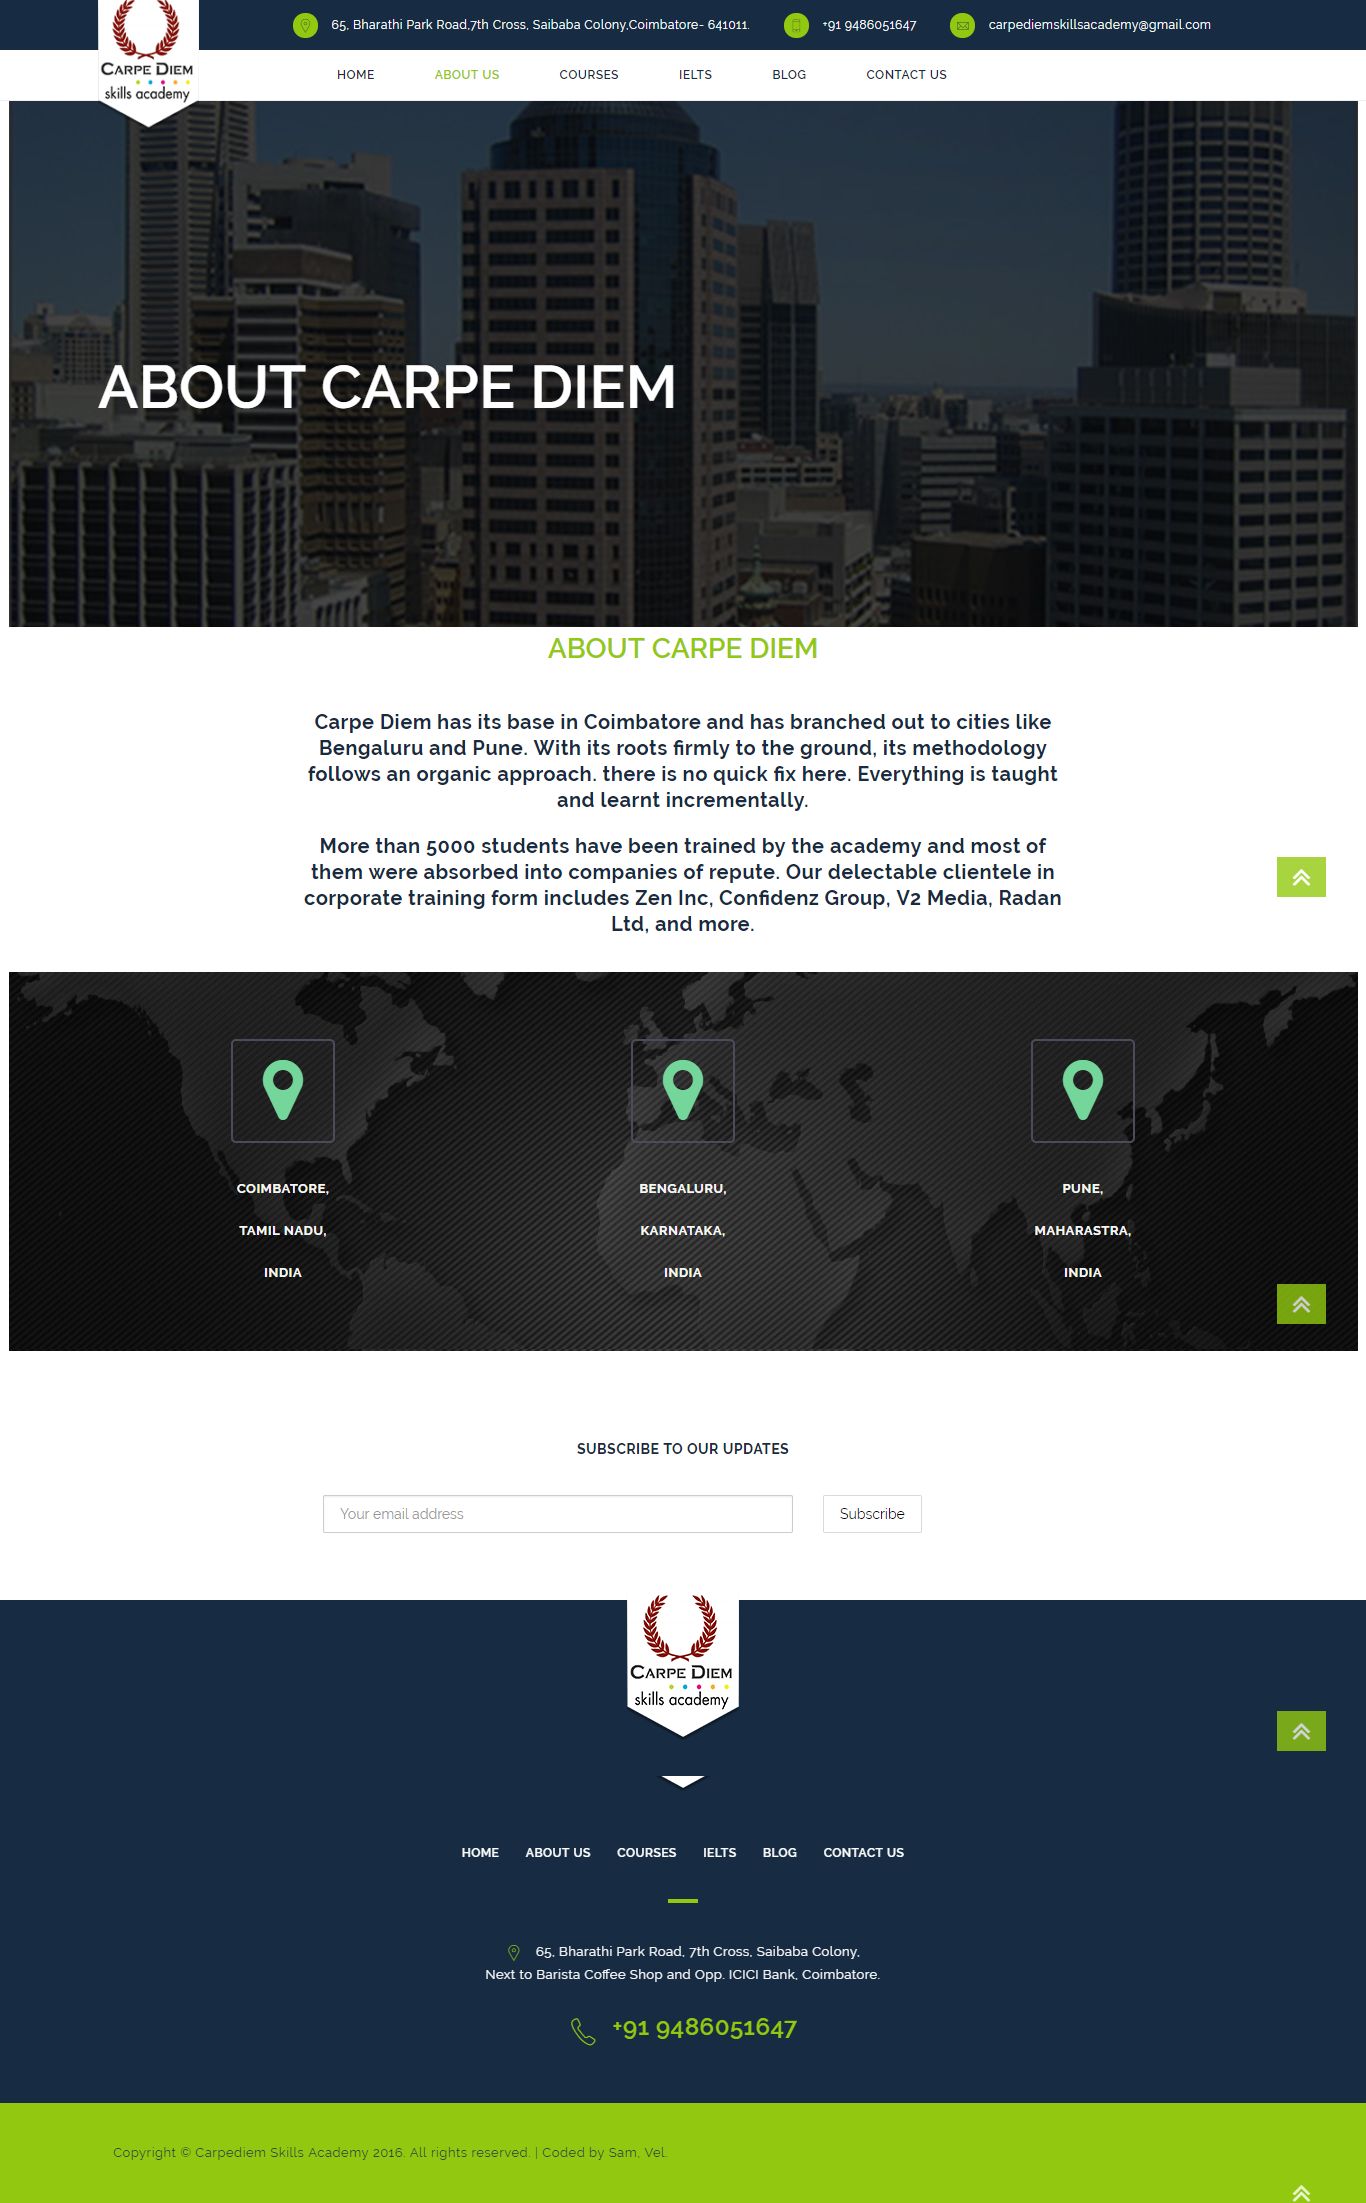 65, Bharathi Park Road,7th Cross, Saibaba Colony,Coimbatore- 641011.
+91 9486051647
carpediemskillsacademy@gmail.com
CARPE DIEM
skills academy
HOME
ABOUT US
COURSES
IELTS
BLOG
CONTACT US
ABOUT CARPE DIEM
ABOUT CARPE DIEM
Carpe Diem has its base in Coimbatore and has branched out to cities like
Bengaluru and Pune. With its roots firmly to the ground, its methodology
follows an organic approach. there is no quick fix here. Everything is taught
and learnt incrementally.
More than 5000 students have been trained by the academy and most of
them were absorbed into companies of repute. Our delectable clientele in
corporate training form includes Zen Inc, Confidenz Group, V2 Media, Radan
Ltd, and more.
COIMBATORE,
TAMIL NADU,
INDIA
BENGALURU,
KARNATAKA,
INDIA
PUNE,
MAHARASTRA,
INDIA
SUBSCRIBE TO OUR UPDATES
Your email address
Subscribe
CARPE DIEM
skills academy
HOME
ABOUT US
COURSES
IELTS
BLOG
CONTACT US
65, Bharathi Park Road, 7th Cross, Saibaba Colony,
Next to Barista Coffee Shop and Opp. ICICI Bank, Coimbatore.
+91 9486051647
Copyright © Carpediem Skills Academy 2016. All rights reserved. | Coded by Sam, Vel.